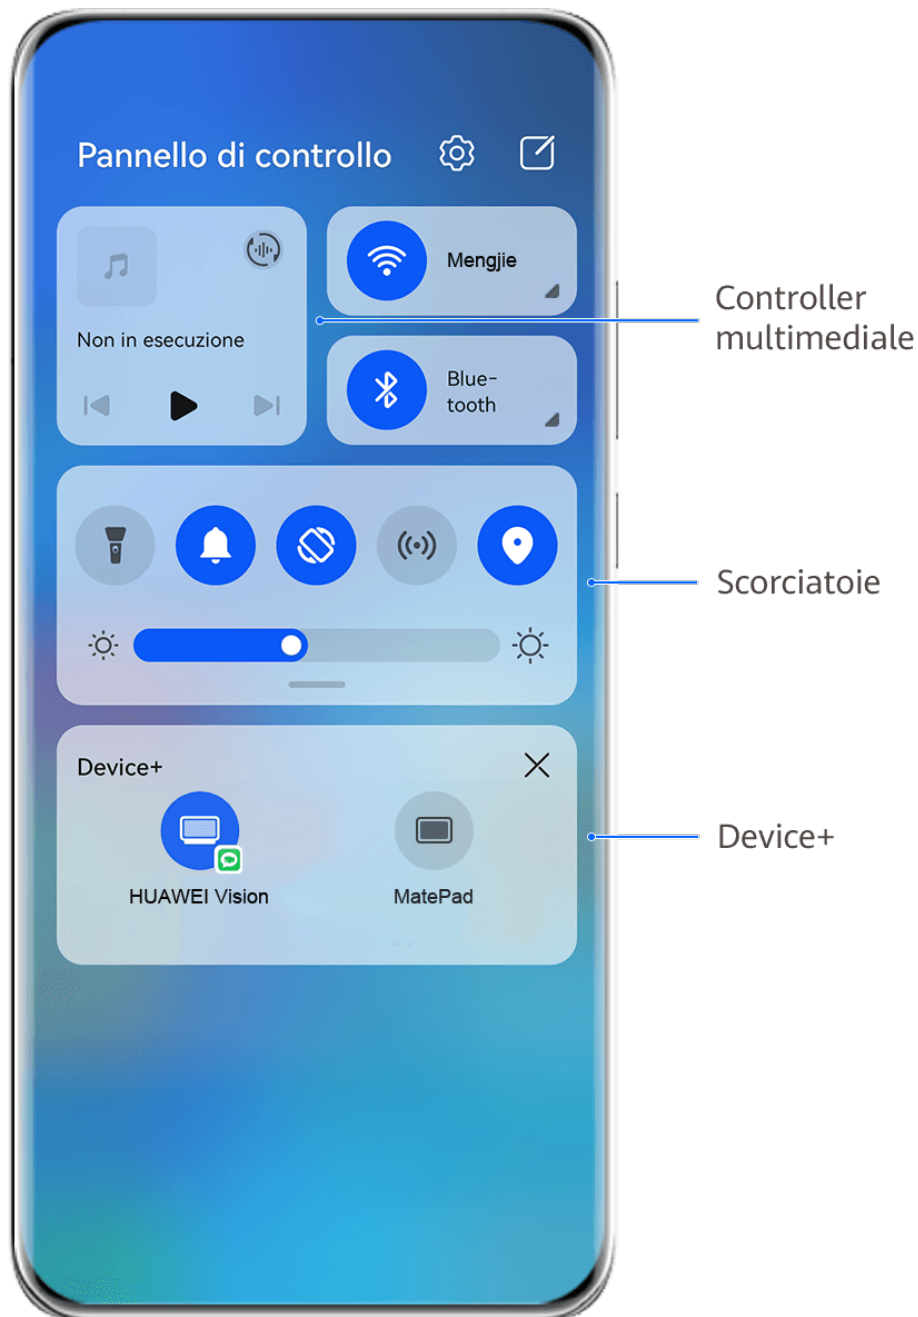 Pannello di controllo
Mengjie
Non in esecuzione
Blue-
tooth
Controller
multimediale
Scorciatoie
Device+
HUAWEI Vision
MatePad
Device+